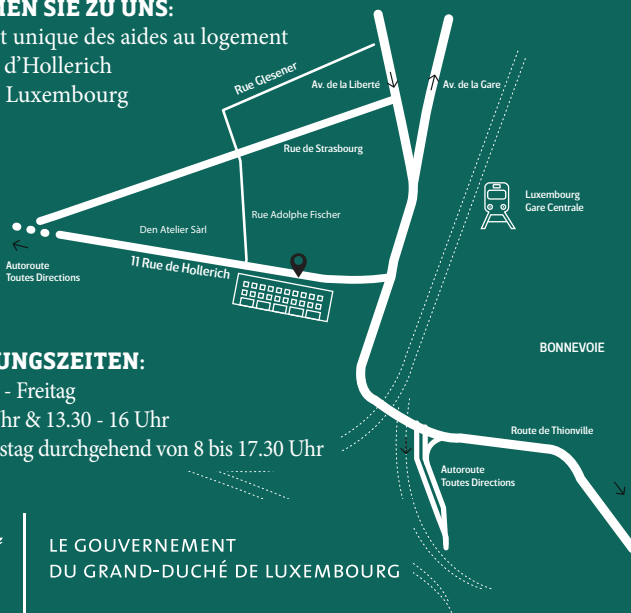 MEN SIE ZU UNS:
t unique des aides au logement
d'Hollerich
Luxembourg
Rue Glesener
Av. de la Liberté
Av. de la Gare
Rue de Strasbourg
Luxembourg
Gare Centrale
Rue Adolphe Fischer
Den Atelier Sàrl
11 Rue de Hollerich
Autoroute
Toutes Directions
BONNEVOIE
UNGSZEITEN:
- Freitag
hr & 13.30 - 16 Uhr
stag durchgehend von 8 bis 17.30 Uhr
Route de Thionville
Autoroute
Toutes Directions
LE GOUVERNEMENT
DU GRAND-DUCHÉ DE LUXEMBOURG